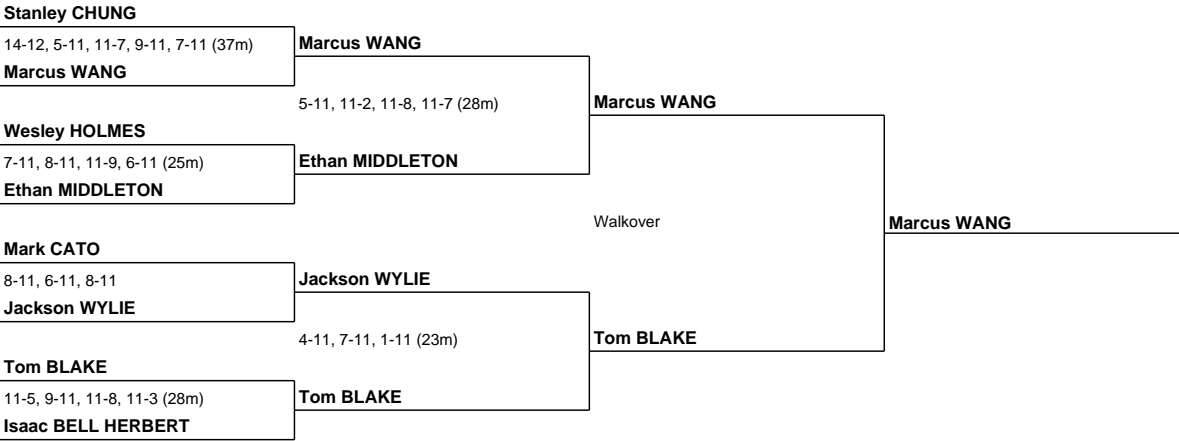 Stanley CHUNG
14-12, 5-11, 11-7, 9-11, 7-11 (37m)
Marcus WANG
Marcus WANG
5-11, 11-2, 11-8, 11-7 (28m)
Marcus WANG
Wesley HOLMES
7-11, 8-11, 11-9, 6-11 (25m)
Ethan MIDDLETON
Ethan MIDDLETON
Walkover
Marcus WANG
Mark CATO
8-11, 6-11, 8-11
Jackson WYLIE
Jackson WYLIE
4-11, 7-11, 1-11 (23m)
Tom BLAKE
Tom BLAKE
11-5, 9-11, 11-8, 11-3 (28m)
Tom BLAKE
Isaac BELL HERBERT